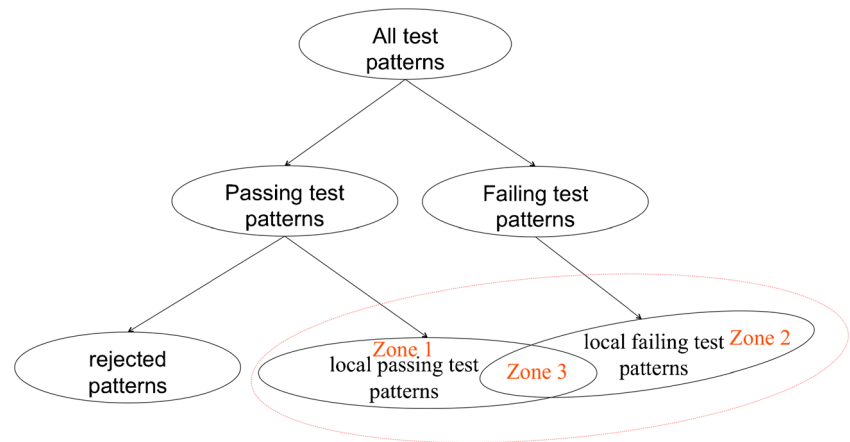 All test
patterns
Passing test
patterns
Failing test
patterns
rejected
patterns
Zone 1
local passing test
patterns
Zone 3
local failing test
patterns
Zone 2